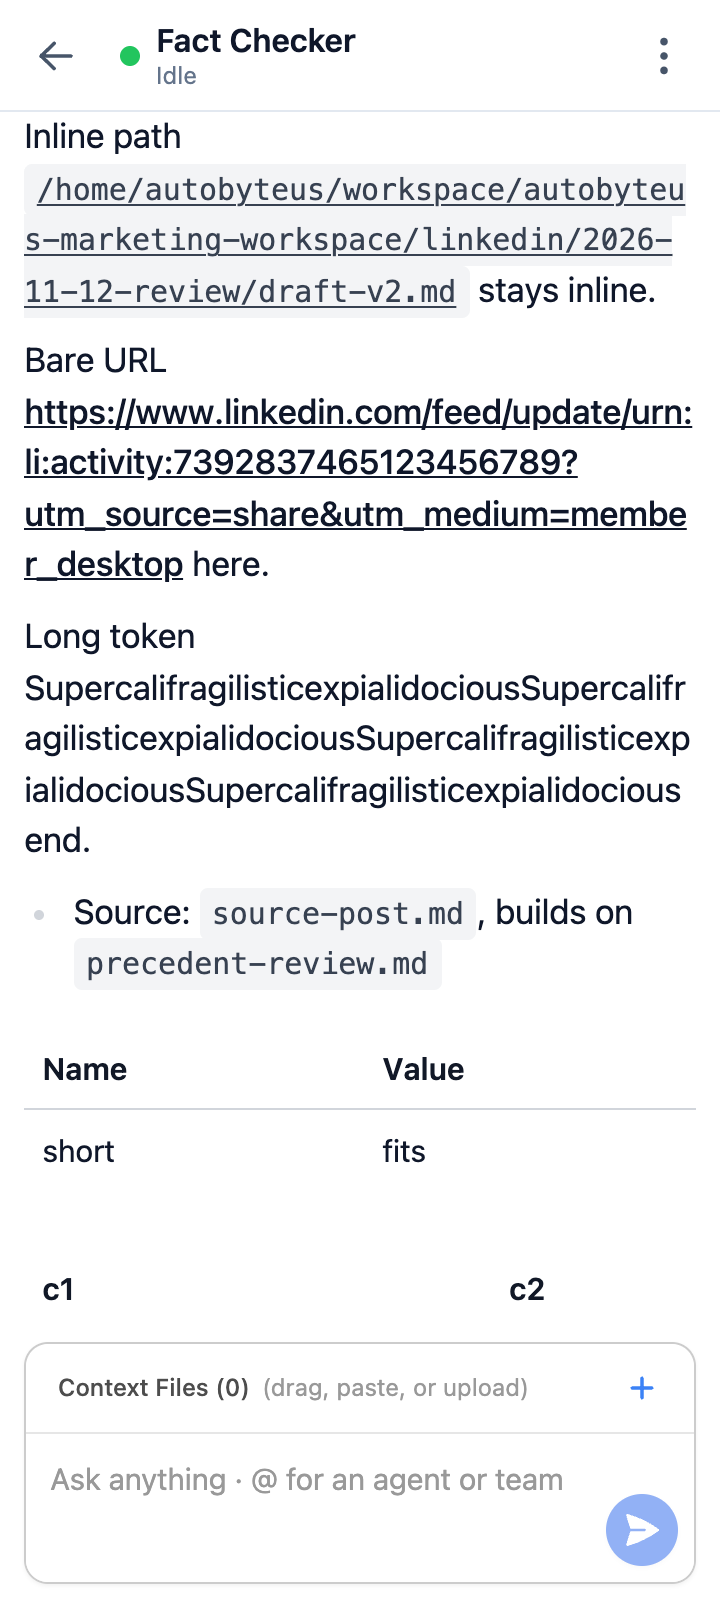 Fact Checker
Idle
Inline path
/home/autobyteus/workspace/autobyteu
s-marketing-workspace/linkedin/2026-
11-12-review/draft-v2.md stays inline.
Bare URL
https://www.linkedin.com/feed/update/urn:
li:activity:7392837465123456789?
utm_source=share&utm_medium=membe
r_desktop here.
Long token
SupercalifragilisticexpialidociousSupercalifr
agilisticexpialidociousSupercalifragilisticexp
ialidociousSupercalifragilisticexpialidocious
end.
Source: source-post.md, builds on
precedent-review.md
Name Value
short fits
c1 c2
Context Files (0) (drag, paste, or upload)
Ask anything · @ for an agent or team